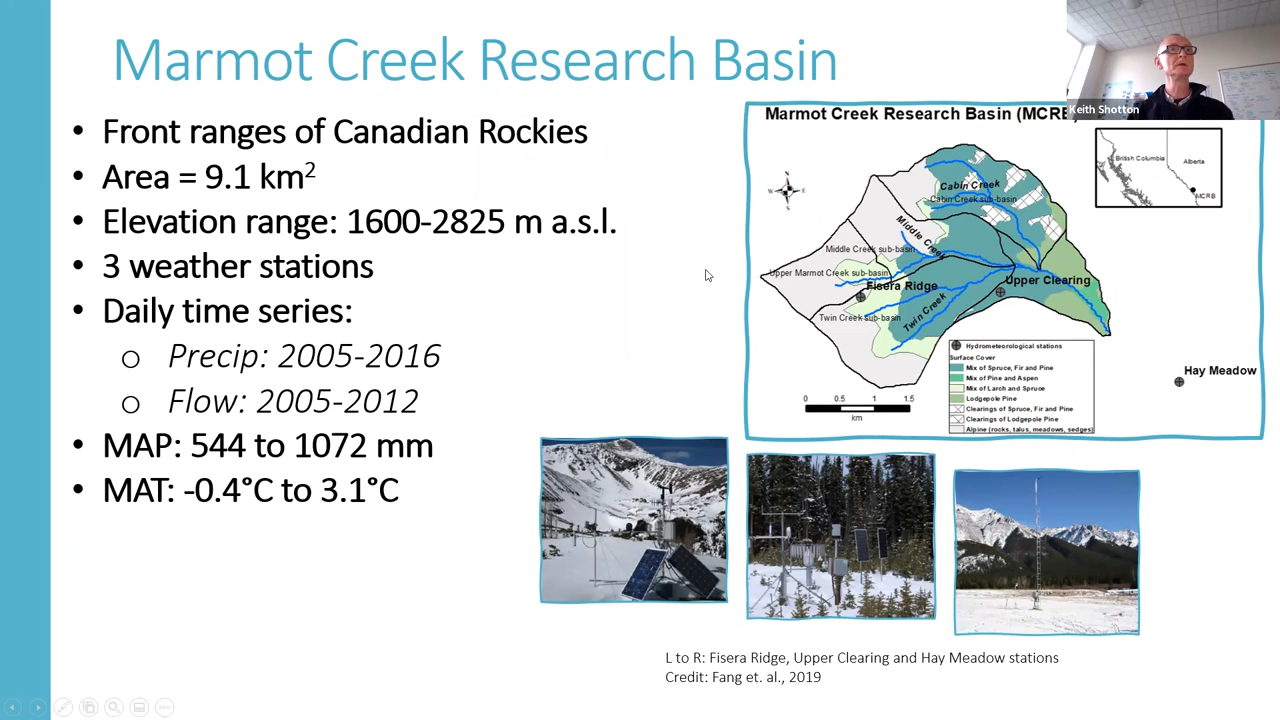 Marmot Creek Research Basin
Keith Shotton
• Front ranges of Canadian Rockies
• Area = 9.1 km²
• Elevation range: 1600-2825 m a.s.l.
• 3 weather stations
• Daily time series:
o Precip: 2005-2016
o Flow: 2005-2012
• MAP: 544 to 1072 mm
• MAT: -0.4°C to 3.1°C
Marmot Creek Research Basin (MCRB)
British Columbia
Alberta
MCRB
N
W E
S
Cabin Creek
Cabin Creek sub-basin
Middle Creek
Middle Creek sub-basin
Upper Marmot Creek sub-basin
Fisera Ridge
Upper Clearing
Twin Creek sub-basin
Twin Creek
Hay Meadow
Hydrometeorological stations
Surface Cover
Mix of Spruce, Fir and Pine
Mix of Pine and Aspen
Mix of Larch and Spruce
Lodgepole Pine
Clearings of Spruce, Fir and Pine
Clearings of Lodgepole Pine
Alpine (rocks, talus, meadows, sedges)
0 0.5 1 1.5
km
L to R: Fisera Ridge, Upper Clearing and Hay Meadow stations
Credit: Fang et. al., 2019